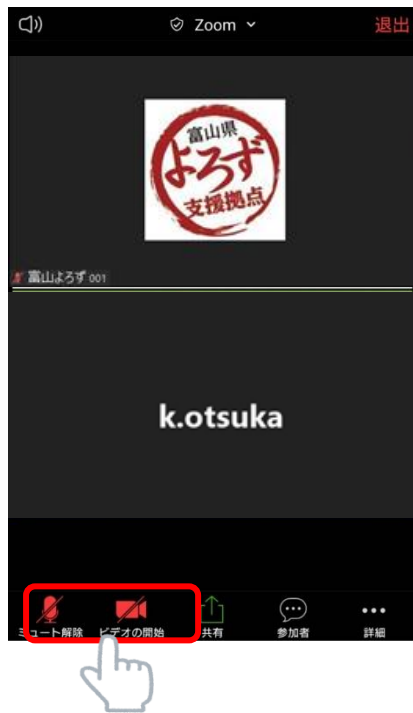 Zoom
退出
富山県
よろず
支援拠点
富山よろず 001
k.otsuka
ミュート解除 ビデオの開始 共有 参加者 詳細